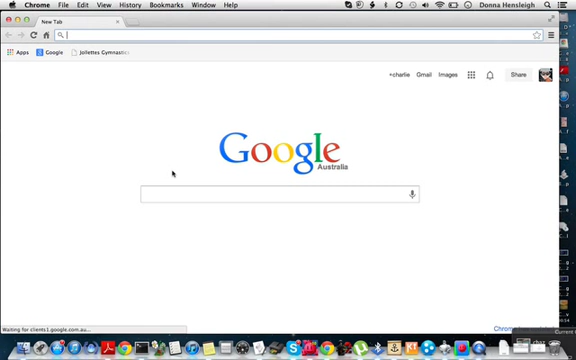 Chrome File Edit View History Bookmarks Window Help Donna Hensleigh
New Tab
Apps Google Jollettes Gymnastic
+charlie Gmail Images Share
Google
Australia
Waiting for clients1.google.com.au...